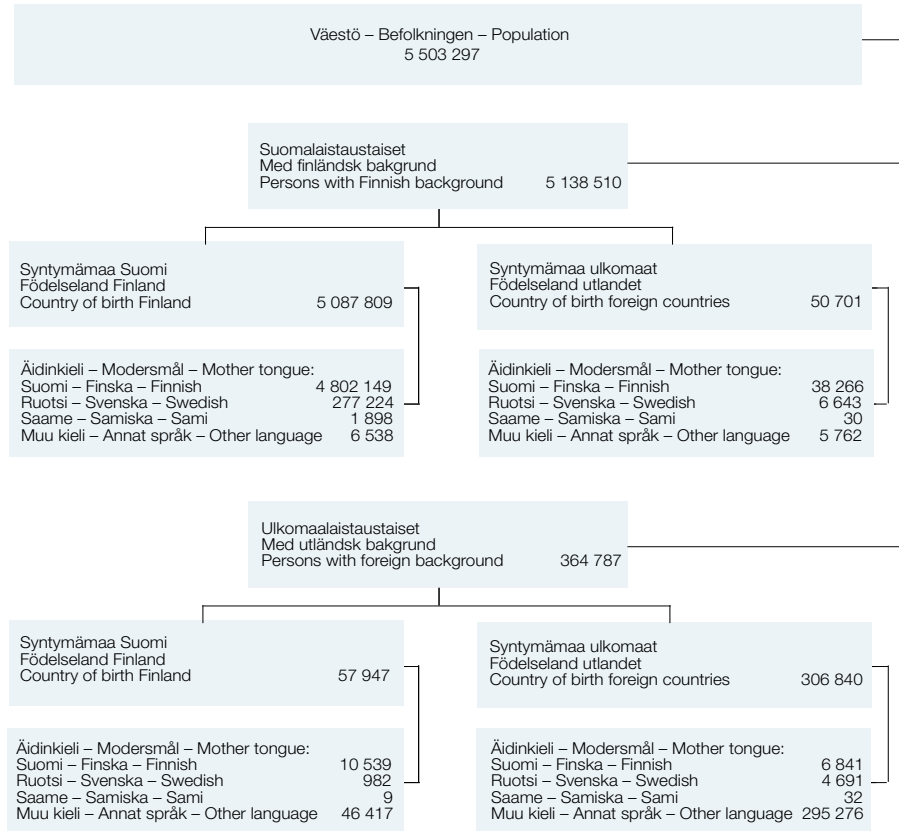 Väestö – Befolkningen – Population
5 503 297
Suomalaistaustaiset
Med finländsk bakgrund
Persons with Finnish background 5 138 510
Syntymämaa Suomi
Födelseland Finland
Country of birth Finland 5 087 809
Äidinkieli – Modersmål – Mother tongue:
Suomi – Finska – Finnish 4 802 149
Ruotsi – Svenska – Swedish 277 224
Saame – Samiska – Sami 1 898
Muu kieli – Annat språk – Other language 6 538
Syntymämaa ulkomaat
Födelseland utlandet
Country of birth foreign countries 50 701
Äidinkieli – Modersmål – Mother tongue:
Suomi – Finska – Finnish 38 266
Ruotsi – Svenska – Swedish 6 643
Saame – Samiska – Sami 30
Muu kieli – Annat språk – Other language 5 762
Ulkomaalaistaustaiset
Med utländsk bakgrund
Persons with foreign background 364 787
Syntymämaa Suomi
Födelseland Finland
Country of birth Finland 57 947
Äidinkieli – Modersmål – Mother tongue:
Suomi – Finska – Finnish 10 539
Ruotsi – Svenska – Swedish 982
Saame – Samiska – Sami 9
Muu kieli – Annat språk – Other language 46 417
Syntymämaa ulkomaat
Födelseland utlandet
Country of birth foreign countries 306 840
Äidinkieli – Modersmål – Mother tongue:
Suomi – Finska – Finnish 6 841
Ruotsi – Svenska – Swedish 4 691
Saame – Samiska – Sami 32
Muu kieli – Annat språk – Other language 295 276